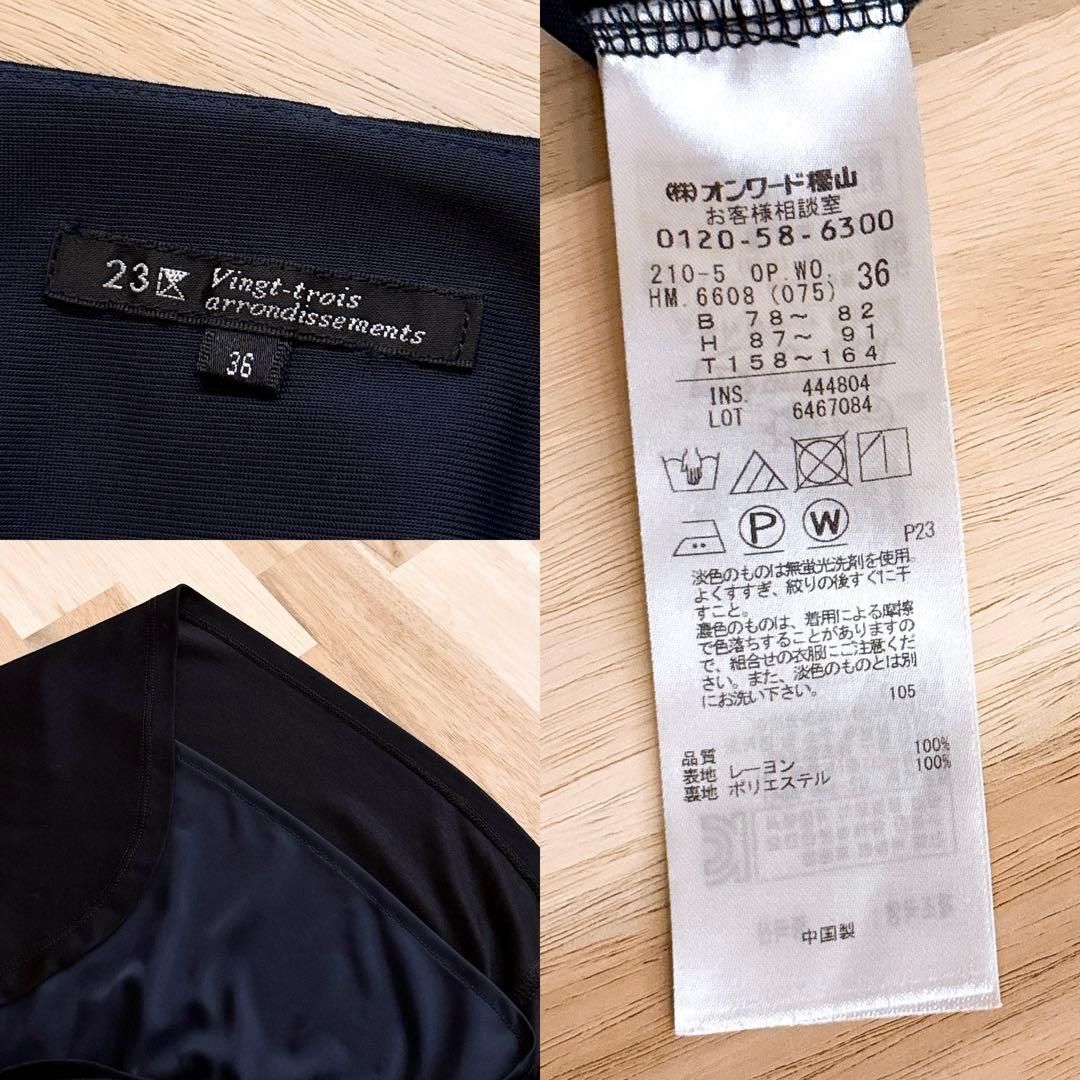 23区 Vingt-trois
arrondissements
36
(株)オンワード樫山
お客様相談室
0120-58-6300
210-5 OP.WO. 36
HM.6608(075)
B 78～ 82
H 87～ 91
T158～164
INS. 444804
LOT 6467084
P W
P23
淡色のものは無蛍光洗剤を使用。
よくすすぎ、絞りの後すぐに干
すこと。
濃色のものは、着用による摩擦
で色落ちすることがありますの
で、組合せの衣服にご注意くだ
さい。また、淡色のものとは別
にお洗い下さい。 105
品質
表地 レーヨン 100%
裏地 ポリエステル 100%
中国製